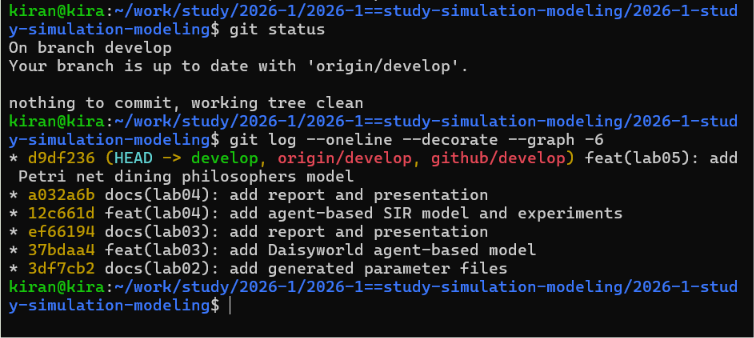 kiran@kira:~/work/study/2026-1/2026-1==study-simulation-modeling/2026-1-stud
y-simulation-modeling$ git status
On branch develop
Your branch is up to date with 'origin/develop'.
nothing to commit, working tree clean
kiran@kira:~/work/study/2026-1/2026-1==study-simulation-modeling/2026-1-stud
y-simulation-modeling$ git log --oneline --decorate --graph -6
* d9df236 (HEAD -> develop, origin/develop, github/develop) feat(lab05): add
 Petri net dining philosophers model
* a032a6b docs(lab04): add report and presentation
* 12c661d feat(lab04): add agent-based SIR model and experiments
* ef66194 docs(lab03): add report and presentation
* 37bdaa4 feat(lab03): add Daisyworld agent-based model
* 3df7cb2 docs(lab02): add generated parameter files
kiran@kira:~/work/study/2026-1/2026-1==study-simulation-modeling/2026-1-stud
y-simulation-modeling$